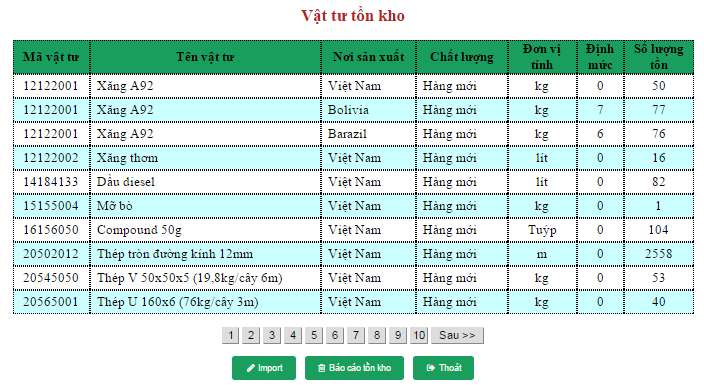 Vật tư tồn kho
Mã vật tư Tên vật tư Nơi sản xuất Chất lượng Đơn vị tính Định mức Số lượng tồn
12122001 Xăng A92 Việt Nam Hàng mới kg 0 50
12122001 Xăng A92 Bolivia Hàng mới kg 7 77
12122001 Xăng A92 Barazil Hàng mới kg 6 76
12122002 Xăng thơm Việt Nam Hàng mới lít 0 16
14184133 Dầu diesel Việt Nam Hàng mới lít 0 82
15155004 Mỡ bò Việt Nam Hàng mới kg 0 1
16156050 Compound 50g Việt Nam Hàng mới Tuýp 0 104
20502012 Thép tròn đường kính 12mm Việt Nam Hàng mới m 0 2558
20545050 Thép V 50x50x5 (19,8kg/cây 6m) Việt Nam Hàng mới kg 0 53
20565001 Thép U 160x6 (76kg/cây 3m) Việt Nam Hàng mới kg 0 40
1 2 3 4 5 6 7 8 9 10 Sau >>
Import Báo cáo tồn kho Thoát